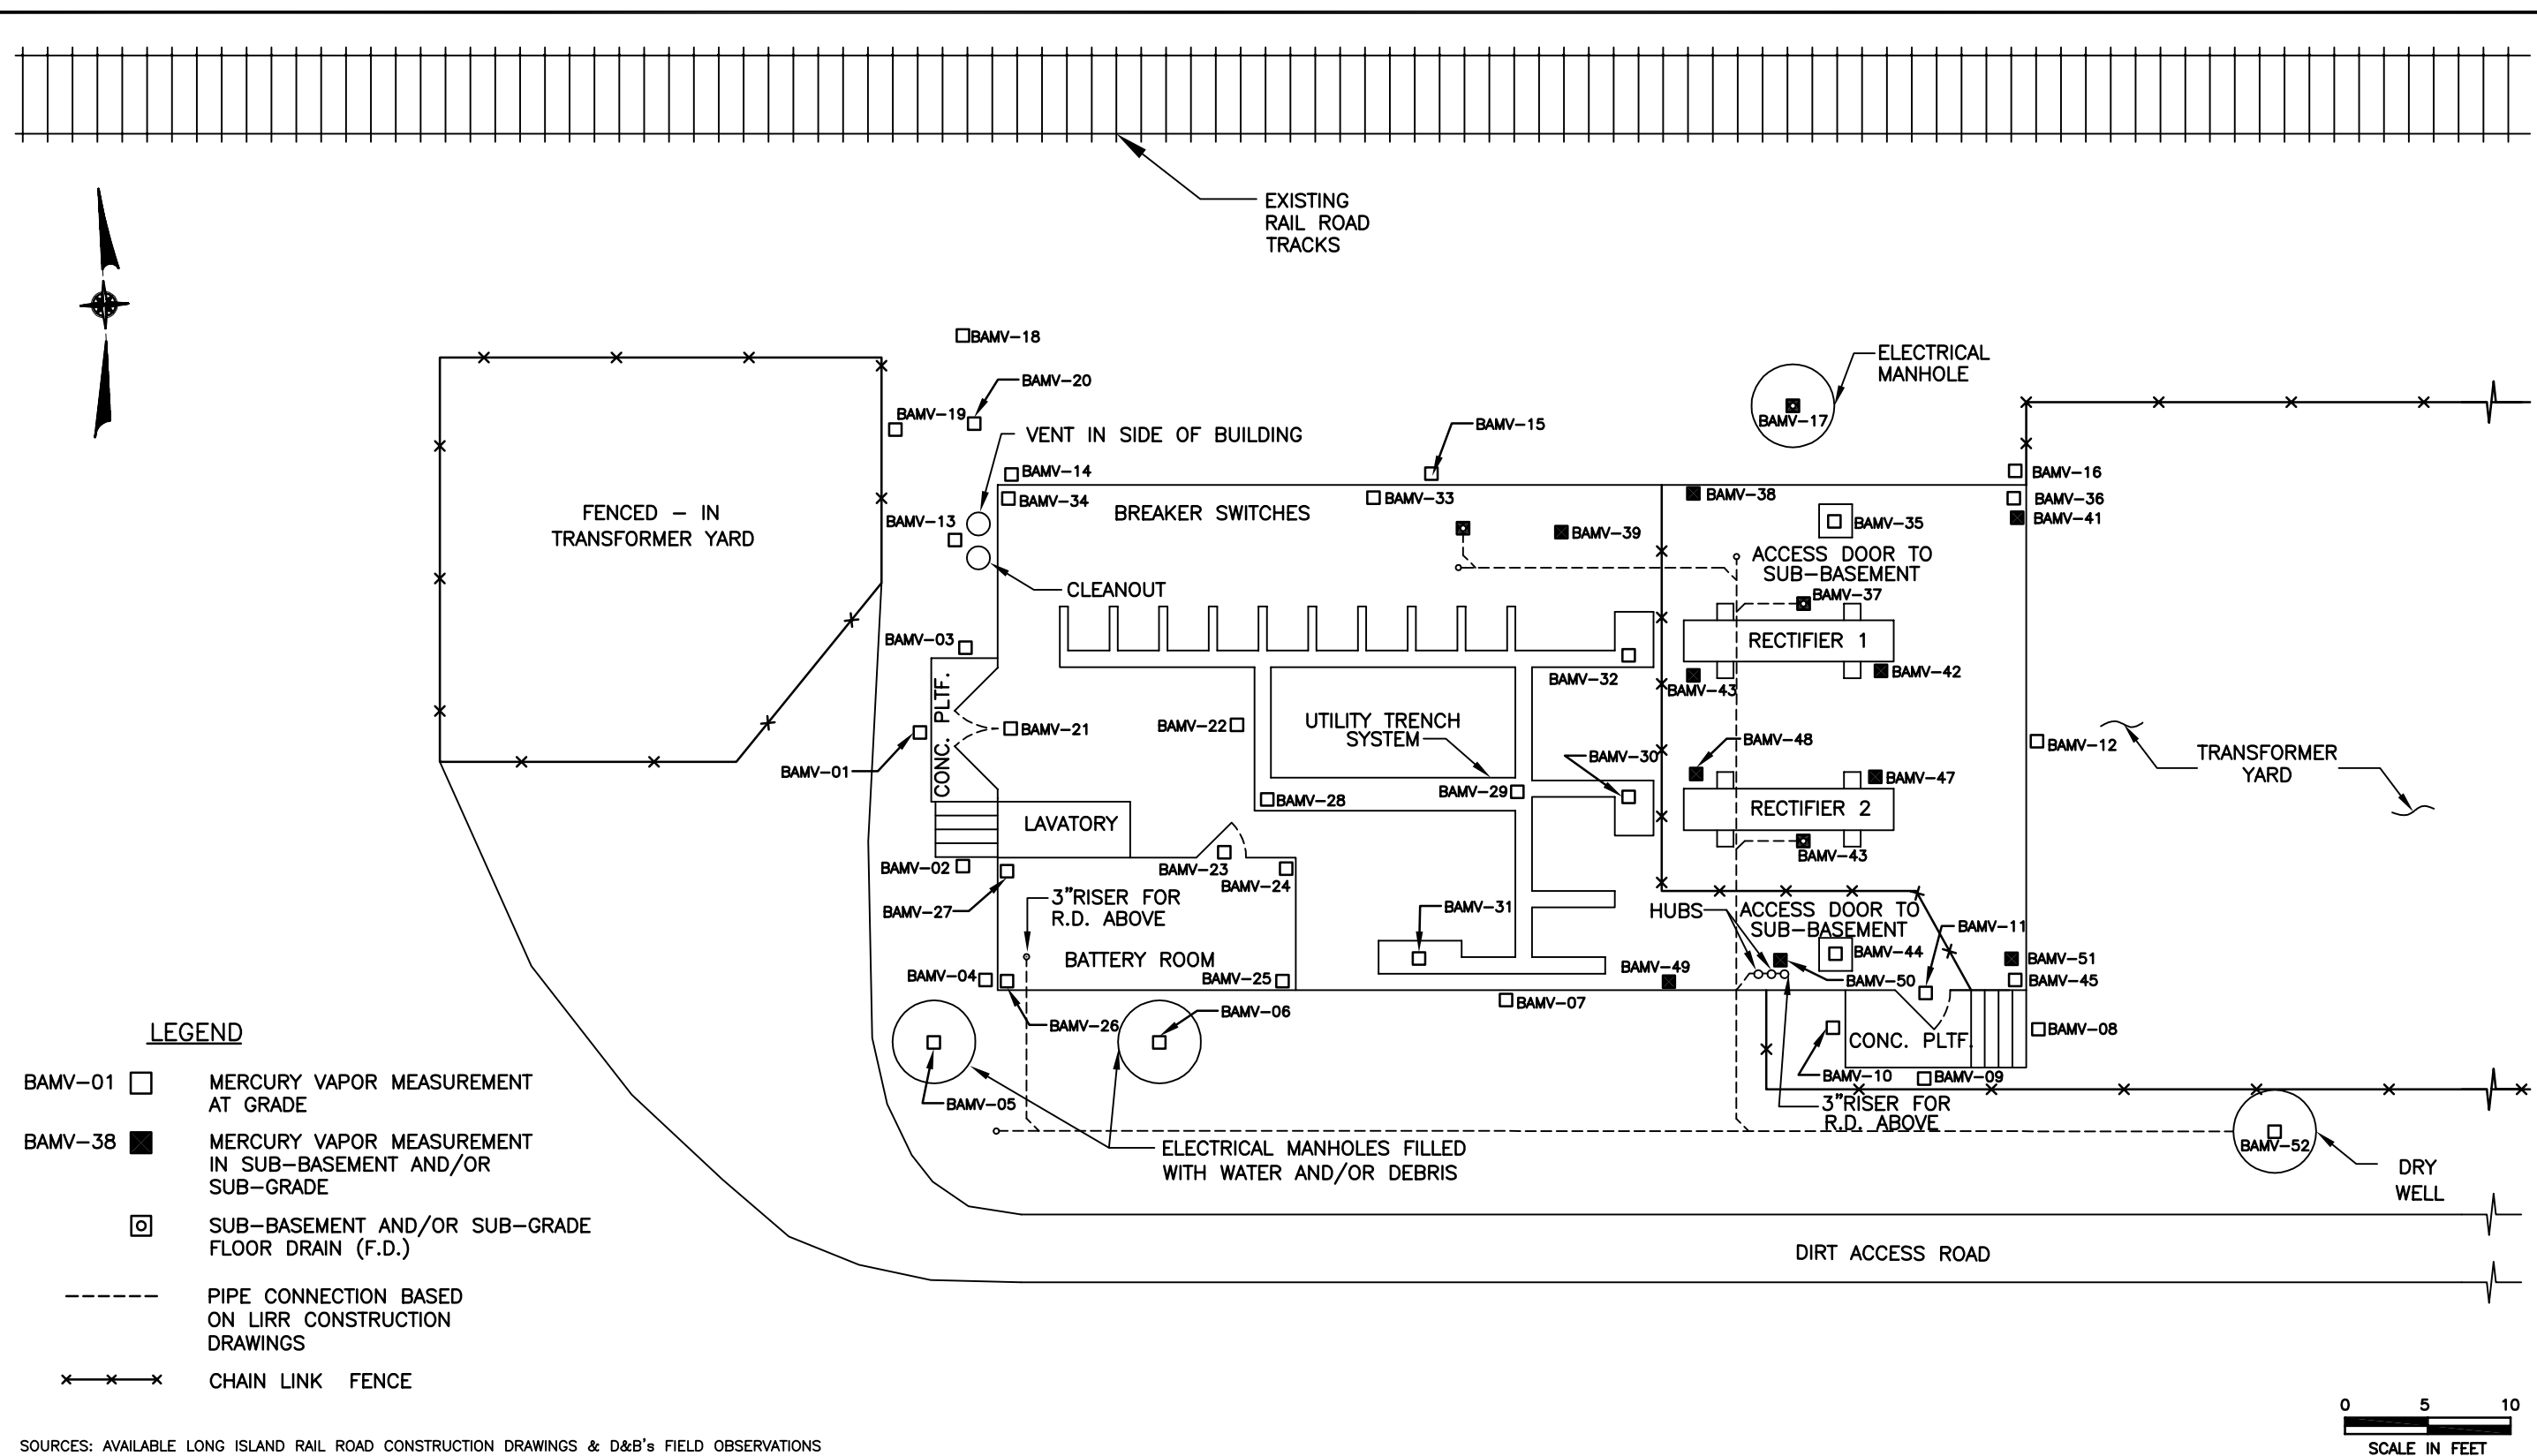 EXISTING
RAIL ROAD
TRACKS
BAMV-18
BAMV-20
BAMV-19
VENT IN SIDE OF BUILDING
BAMV-15
ELECTRICAL
MANHOLE
BAMV-17
BAMV-14
BAMV-34
BAMV-33
BAMV-38
BAMV-16
BAMV-36
BAMV-41
FENCED - IN
TRANSFORMER YARD
BAMV-13
BREAKER SWITCHES
BAMV-39
BAMV-35
ACCESS DOOR TO
SUB-BASEMENT
CLEANOUT
BAMV-37
BAMV-03
RECTIFIER 1
BAMV-32
BAMV-43
BAMV-42
CONC. PLTF.
BAMV-21
BAMV-22
UTILITY TRENCH
SYSTEM
BAMV-30
BAMV-48
BAMV-12
TRANSFORMER
YARD
BAMV-01
BAMV-28
BAMV-29
BAMV-47
LAVATORY
RECTIFIER 2
BAMV-02
BAMV-23
BAMV-24
BAMV-43
BAMV-27
3"RISER FOR
R.D. ABOVE
BAMV-31
HUBS
ACCESS DOOR TO
SUB-BASEMENT
BAMV-11
BATTERY ROOM
BAMV-44
BAMV-51
BAMV-04
BAMV-25
BAMV-49
BAMV-50
BAMV-45
BAMV-07
BAMV-26
BAMV-06
BAMV-08
CONC. PLTF.
BAMV-05
BAMV-10
BAMV-09
3"RISER FOR
R.D. ABOVE
ELECTRICAL MANHOLES FILLED
WITH WATER AND/OR DEBRIS
BAMV-52
DRY
WELL
DIRT ACCESS ROAD
LEGEND
BAMV-01
MERCURY VAPOR MEASUREMENT
AT GRADE
BAMV-38
MERCURY VAPOR MEASUREMENT
IN SUB-BASEMENT AND/OR
SUB-GRADE
SUB-BASEMENT AND/OR SUB-GRADE
FLOOR DRAIN (F.D.)
PIPE CONNECTION BASED
ON LIRR CONSTRUCTION
DRAWINGS
CHAIN LINK FENCE
0 5 10
SCALE IN FEET
SOURCES: AVAILABLE LONG ISLAND RAIL ROAD CONSTRUCTION DRAWINGS & D&B's FIELD OBSERVATIONS